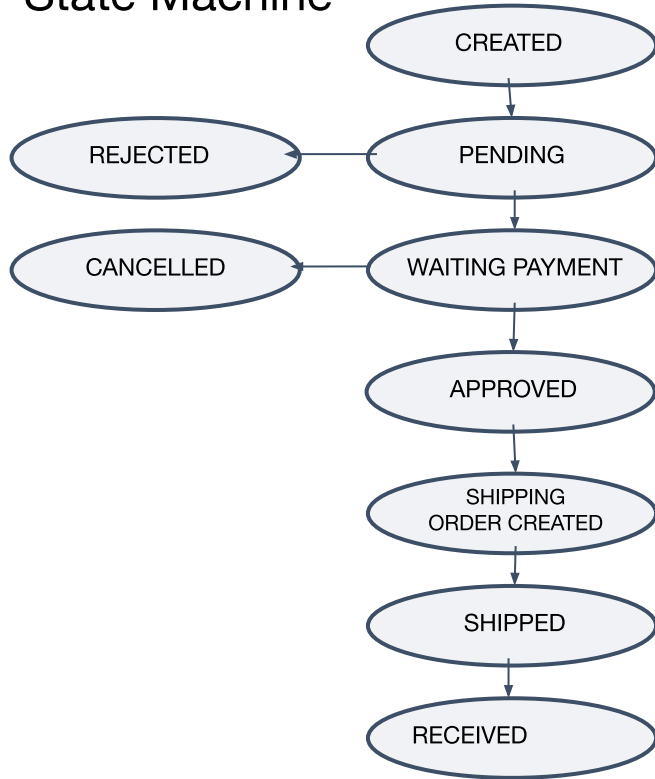 State Machine
CREATED
REJECTED
PENDING
CANCELLED
WAITING PAYMENT
APPROVED
SHIPPING
ORDER CREATED
SHIPPED
RECEIVED